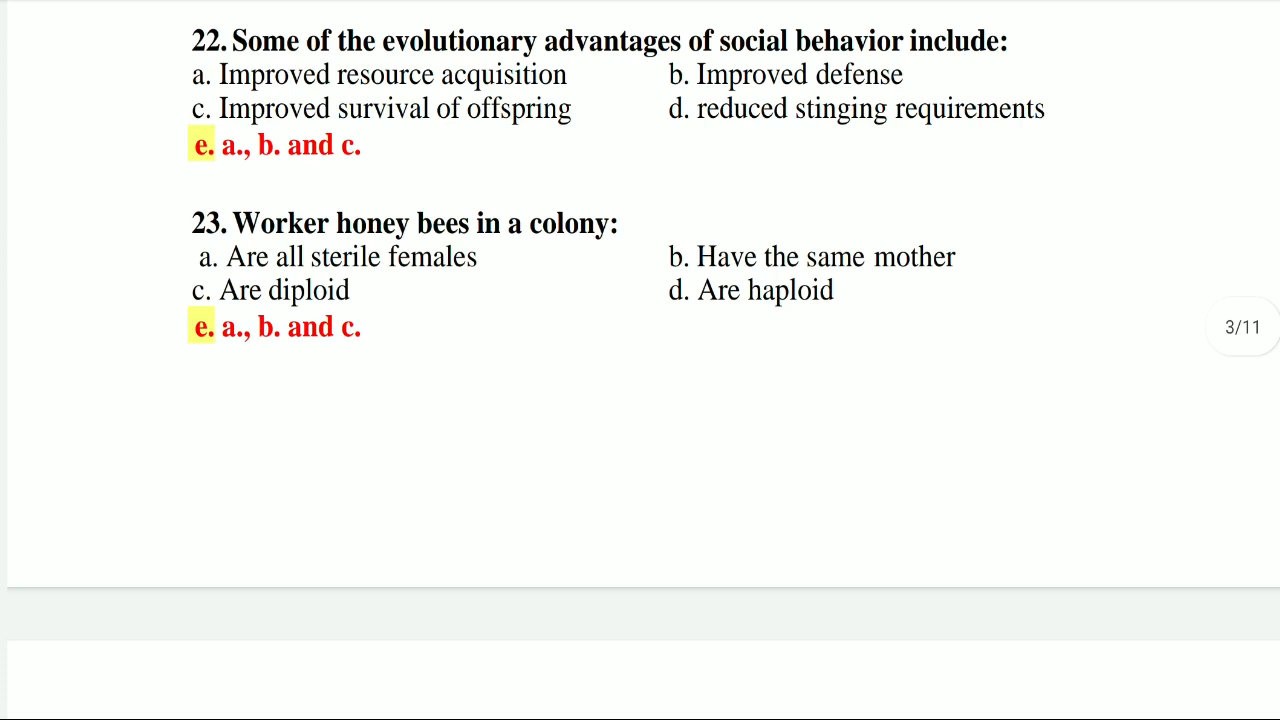 22. Some of the evolutionary advantages of social behavior include:
a. Improved resource acquisition b. Improved defense
c. Improved survival of offspring d. reduced stinging requirements
e. a., b. and c.
23. Worker honey bees in a colony:
a. Are all sterile females b. Have the same mother
c. Are diploid d. Are haploid
e. a., b. and c.
3/11